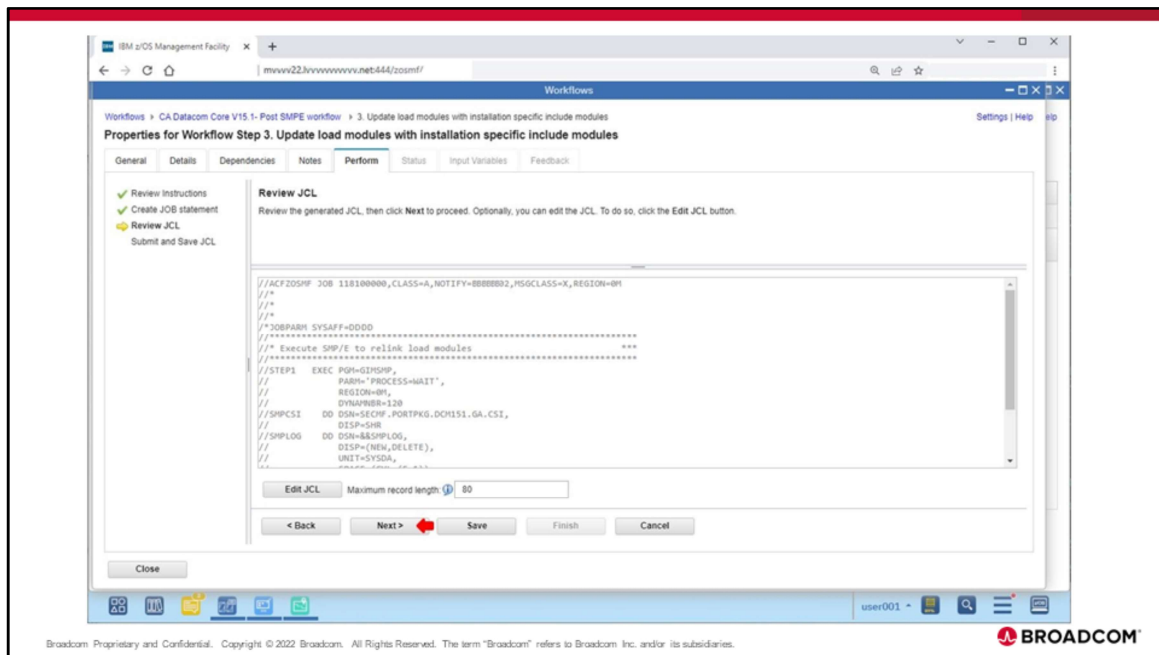 IBM z/OS Management Facility
mvvvv22.lvvvvvvvvvv.net:444/zosmf/
Workflows
Workflows CA Datacom Core V15.1- Post SMPE workflow 3. Update load modules with installation specific include modules
Settings | Help
elp
Properties for Workflow Step 3. Update load modules with installation specific include modules
General Details Dependencies Notes Perform Status Input Variables Feedback
Review Instructions
Create JOB statement
Review JCL
Submit and Save JCL
Review JCL
Review the generated JCL, then click Next to proceed. Optionally, you can edit the JCL. To do so, click the Edit JCL button.
//ACFZOSMF JOB 118100000,CLASS=A,NOTIFY=BBBBBB02,MSGCLASS=X,REGION=0M
//*
//*
//*
/*JOBPARM SYSAFF=DDDD
//*******************************************************************
//* Execute SMP/E to relink load modules ***
//*******************************************************************
//STEP1 EXEC PGM=GIMSMP,
// PARM='PROCESS=WAIT',
// REGION=0M,
// DYNAMNBR=120
//SMPCSI DD DSN=SECMF.PORTPKG.DCM151.GA.CSI,
// DISP=SHR
//SMPLOG DD DSN=&&SMPLOG,
// DISP=(NEW,DELETE),
// UNIT=SYSDA,
Edit JCL Maximum record length: 80
< Back Next > Save Finish Cancel
Close
user001
Broadcom Proprietary and Confidential. Copyright © 2022 Broadcom. All Rights Reserved. The term “Broadcom” refers to Broadcom Inc. and/or its subsidiaries.
BROADCOM®